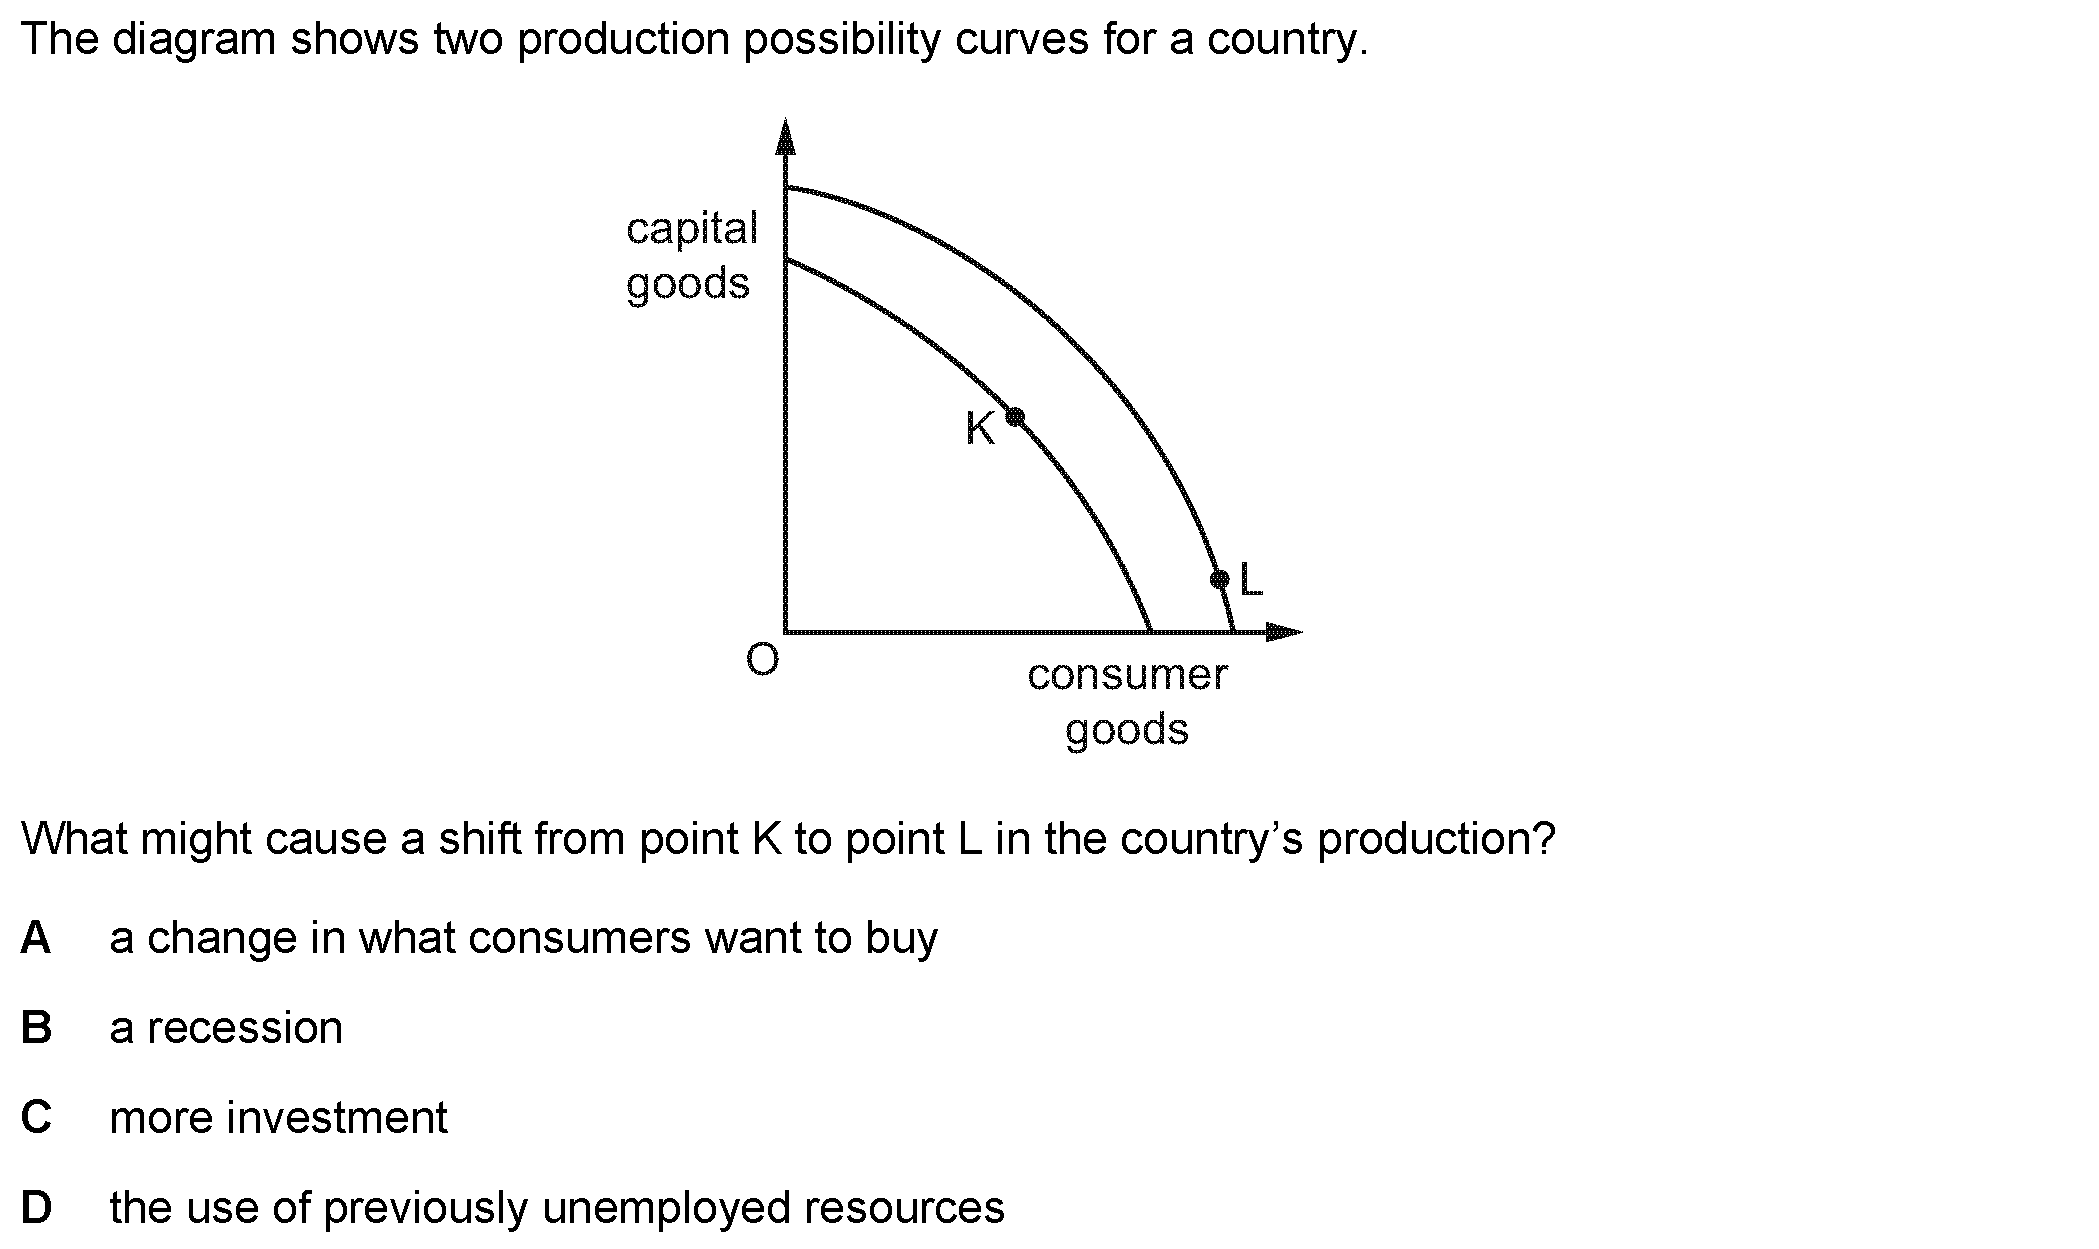 The diagram shows two production possibility curves for a country.
capital
goods
K
L
O
consumer
goods
What might cause a shift from point K to point L in the country’s production?
A a change in what consumers want to buy
B a recession
C more investment
D the use of previously unemployed resources